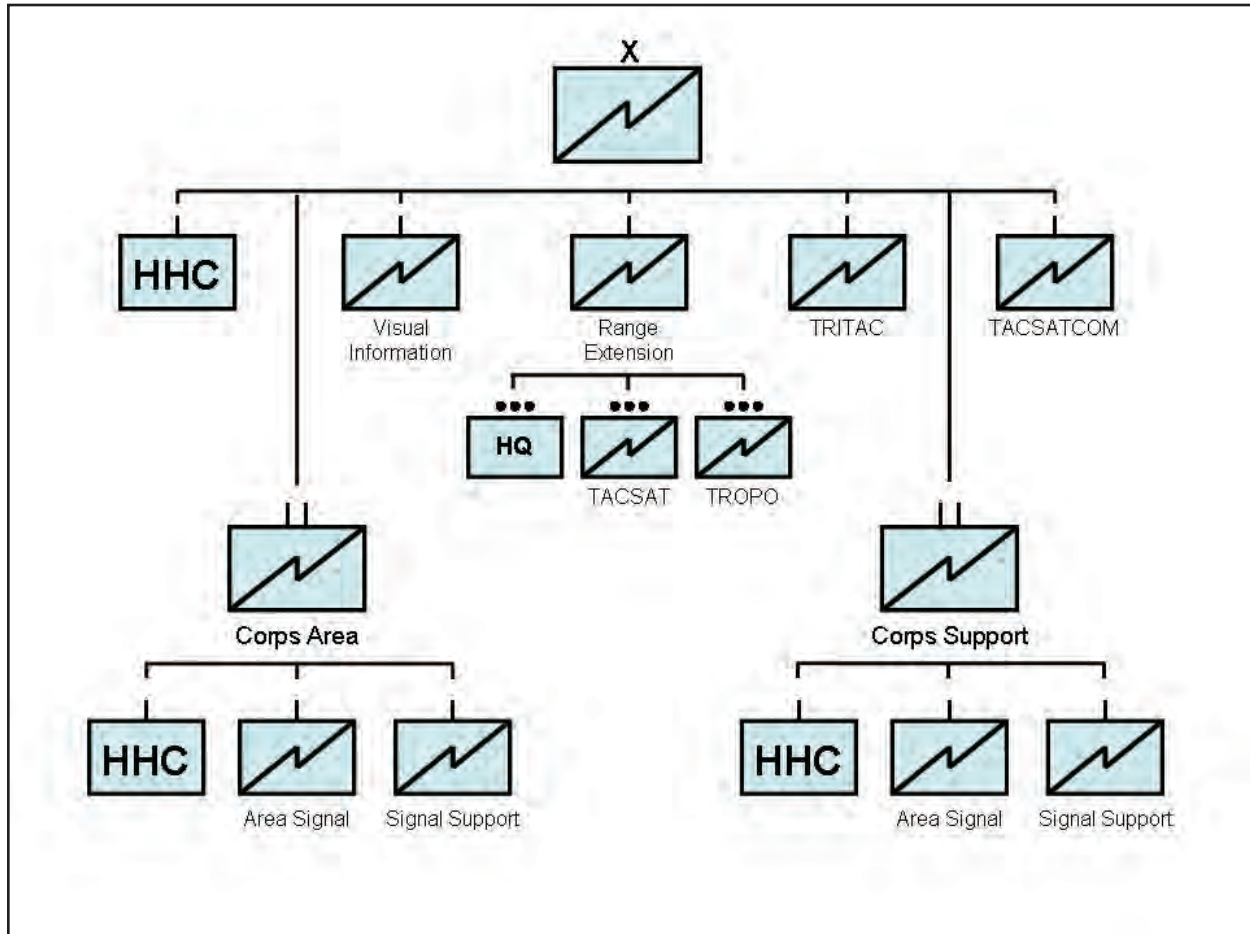 X
HHC
Visual
Information
Range
Extension
TRITAC
TACSATCOM
HQ
TACSAT
TROPO
Corps Area
Corps Support
HHC
Area Signal
Signal Support
HHC
Area Signal
Signal Support